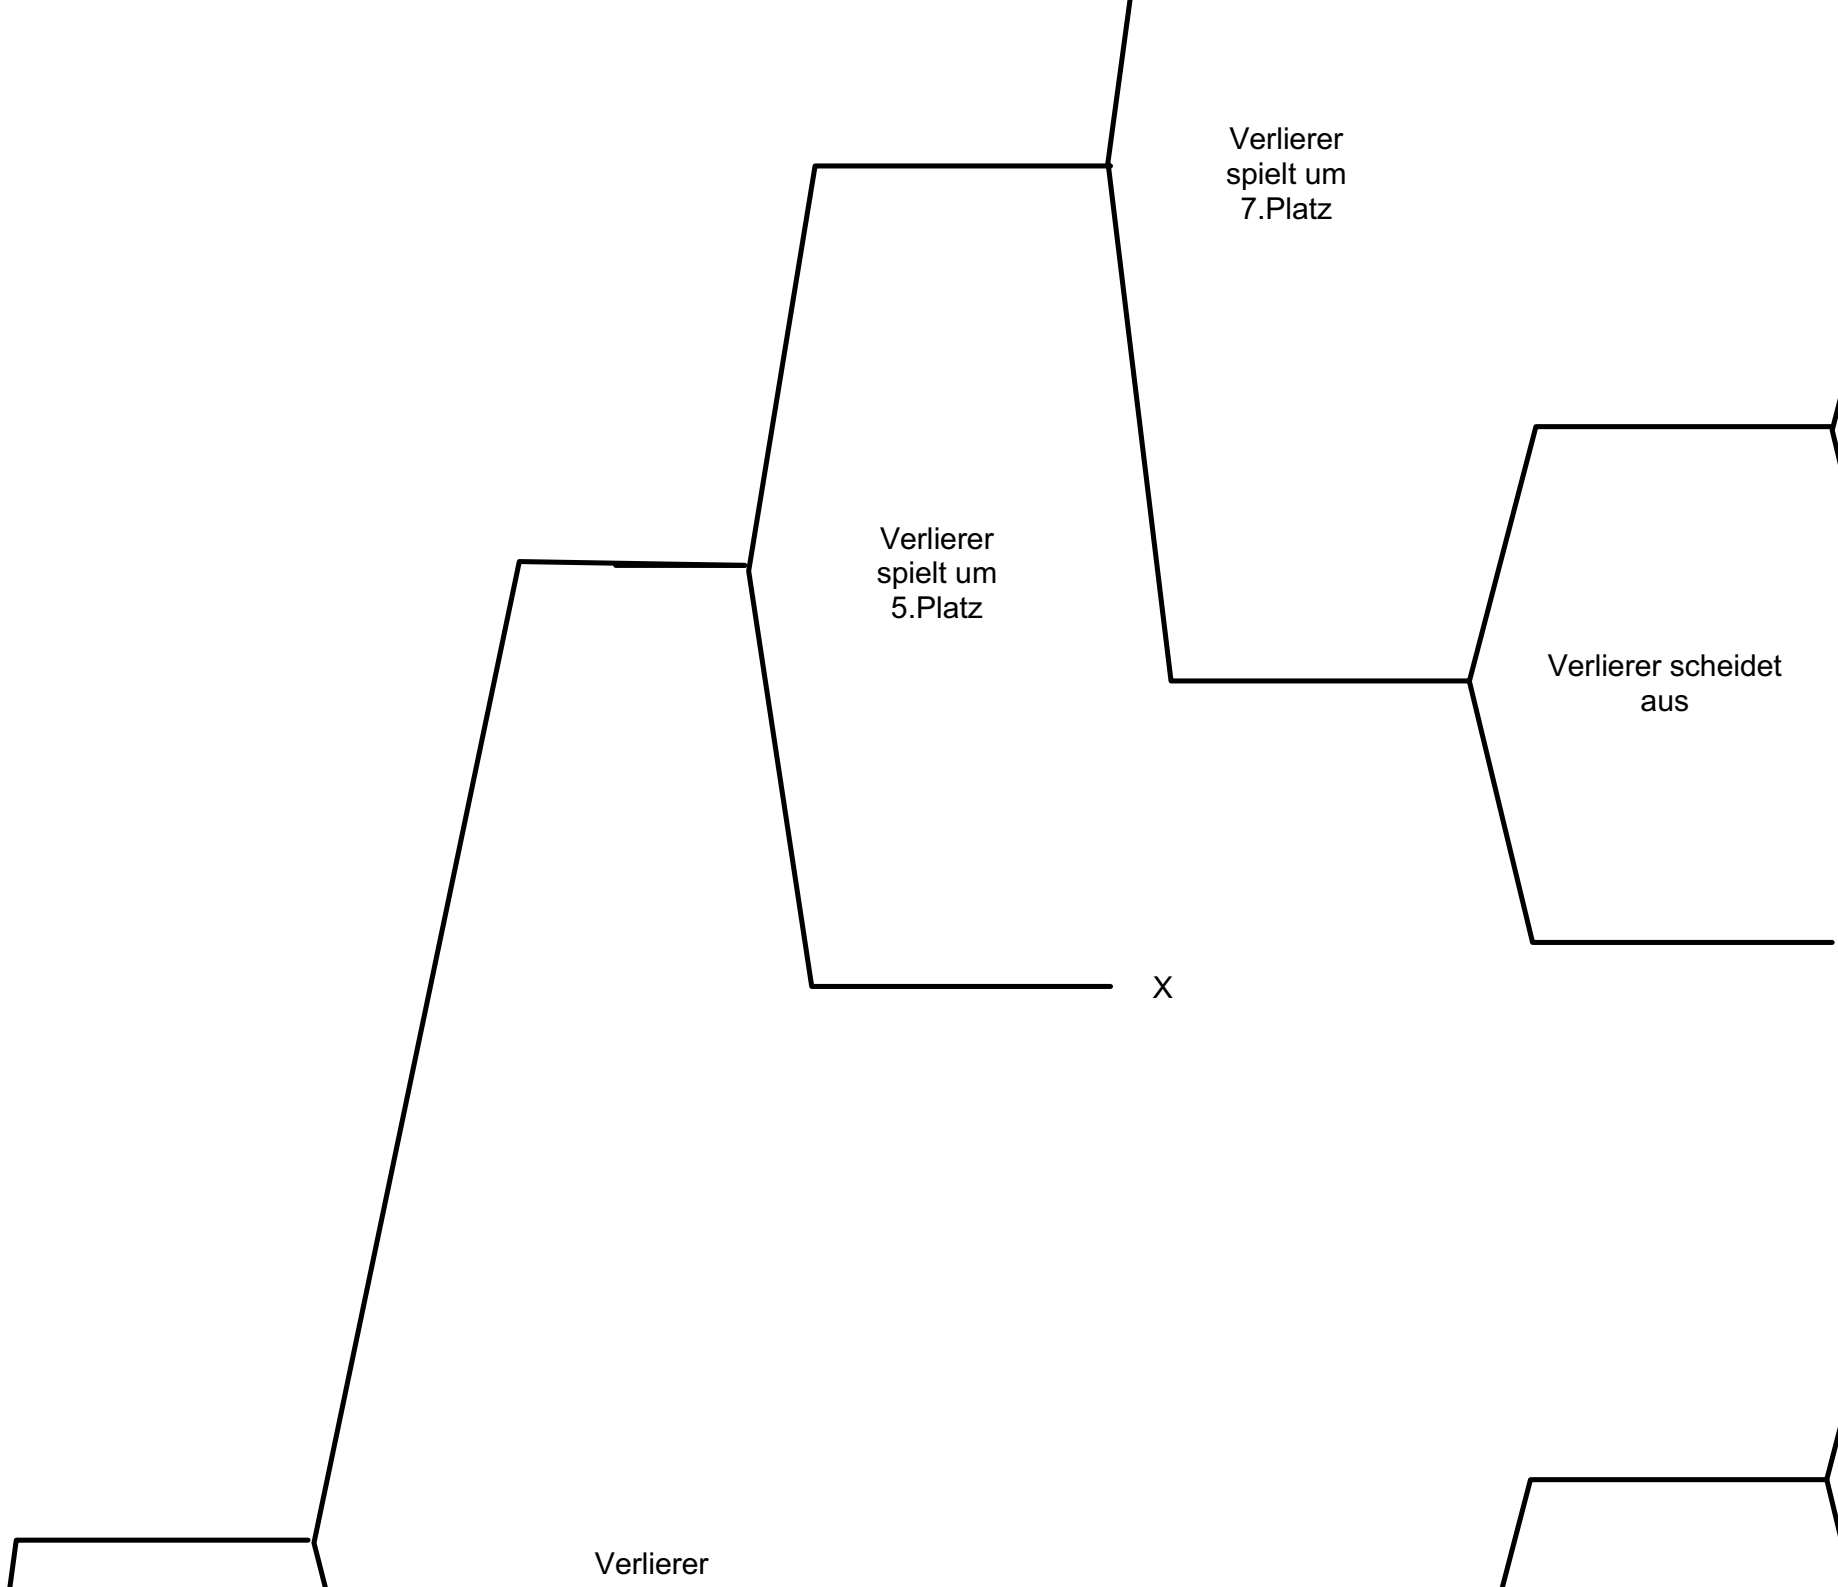 Verlierer
spielt um
7.Platz
Verlierer
spielt um
5.Platz
Verlierer scheidet
aus
X
Verlierer